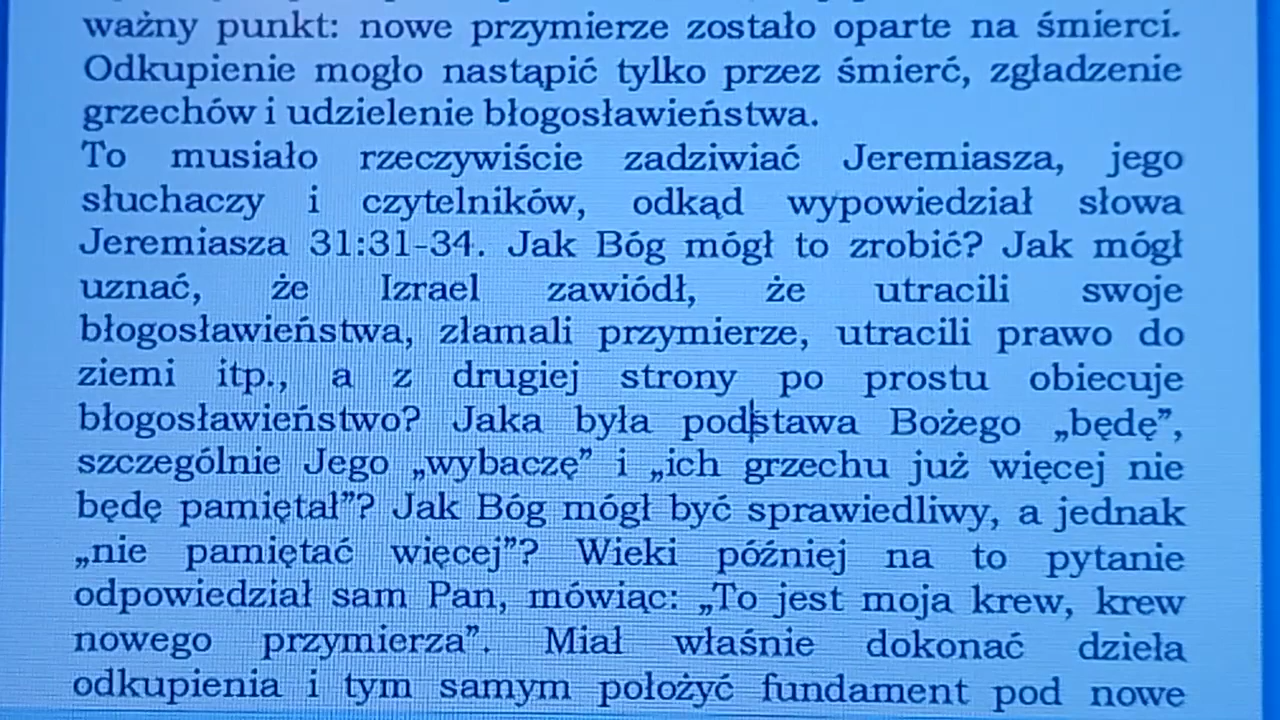 ważny punkt: nowe przymierze zostało oparte na śmierci.
Odkupienie mogło nastąpić tylko przez śmierć, zgładzenie
grzechów i udzielenie błogosławieństwa.
To musiało rzeczywiście zadziwiać Jeremiasza, jego
słuchaczy i czytelników, odkąd wypowiedział słowa
Jeremiasza 31:31-34. Jak Bóg mógł to zrobić? Jak mógł
uznać, że Izrael zawiódł, że utracili swoje
błogosławieństwa, złamali przymierze, utracili prawo do
ziemi itp., a z drugiej strony po prostu obiecuje
błogosławieństwo? Jaka była podstawa Bożego „będę”,
szczególnie Jego „wybaczę” i „ich grzechu już więcej nie
będę pamiętał”? Jak Bóg mógł być sprawiedliwy, a jednak
„nie pamiętać więcej”? Wieki później na to pytanie
odpowiedział sam Pan, mówiąc: „To jest moja krew, krew
nowego przymierza”. Miał właśnie dokonać dzieła
odkupienia i tym samym położyć fundament pod nowe